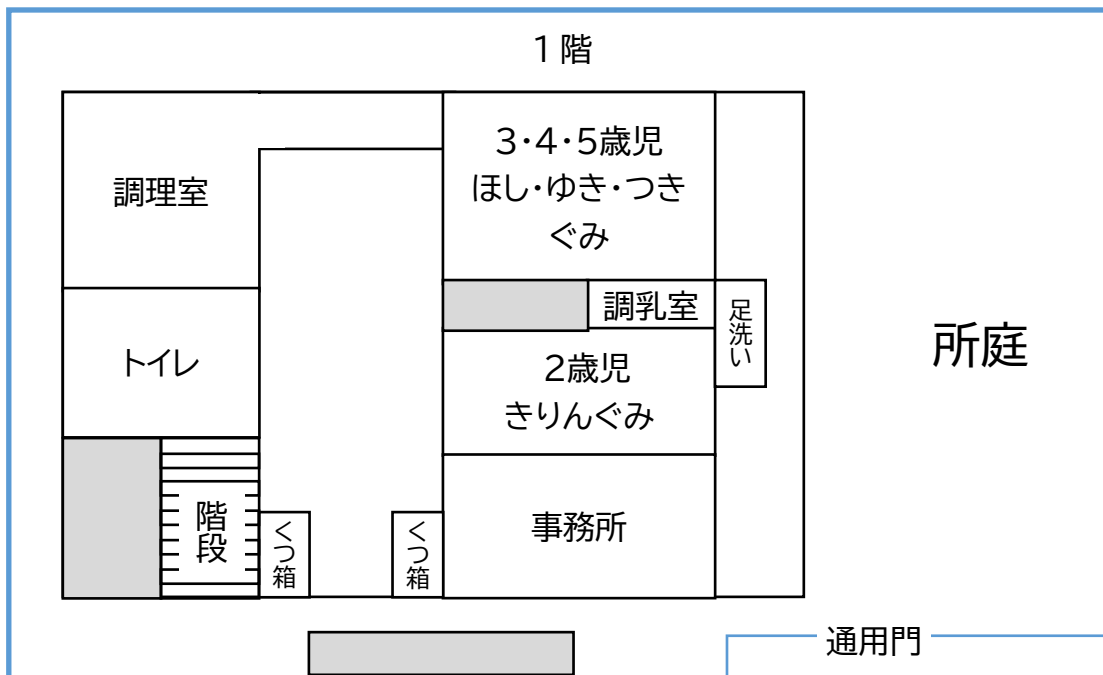 1階
3・4・5歳児
ほし・ゆき・つき
ぐみ
調理室
調乳室
足洗い
所庭
トイレ
2歳児
きりんぐみ
階段
くつ箱
くつ箱
事務所
通用門